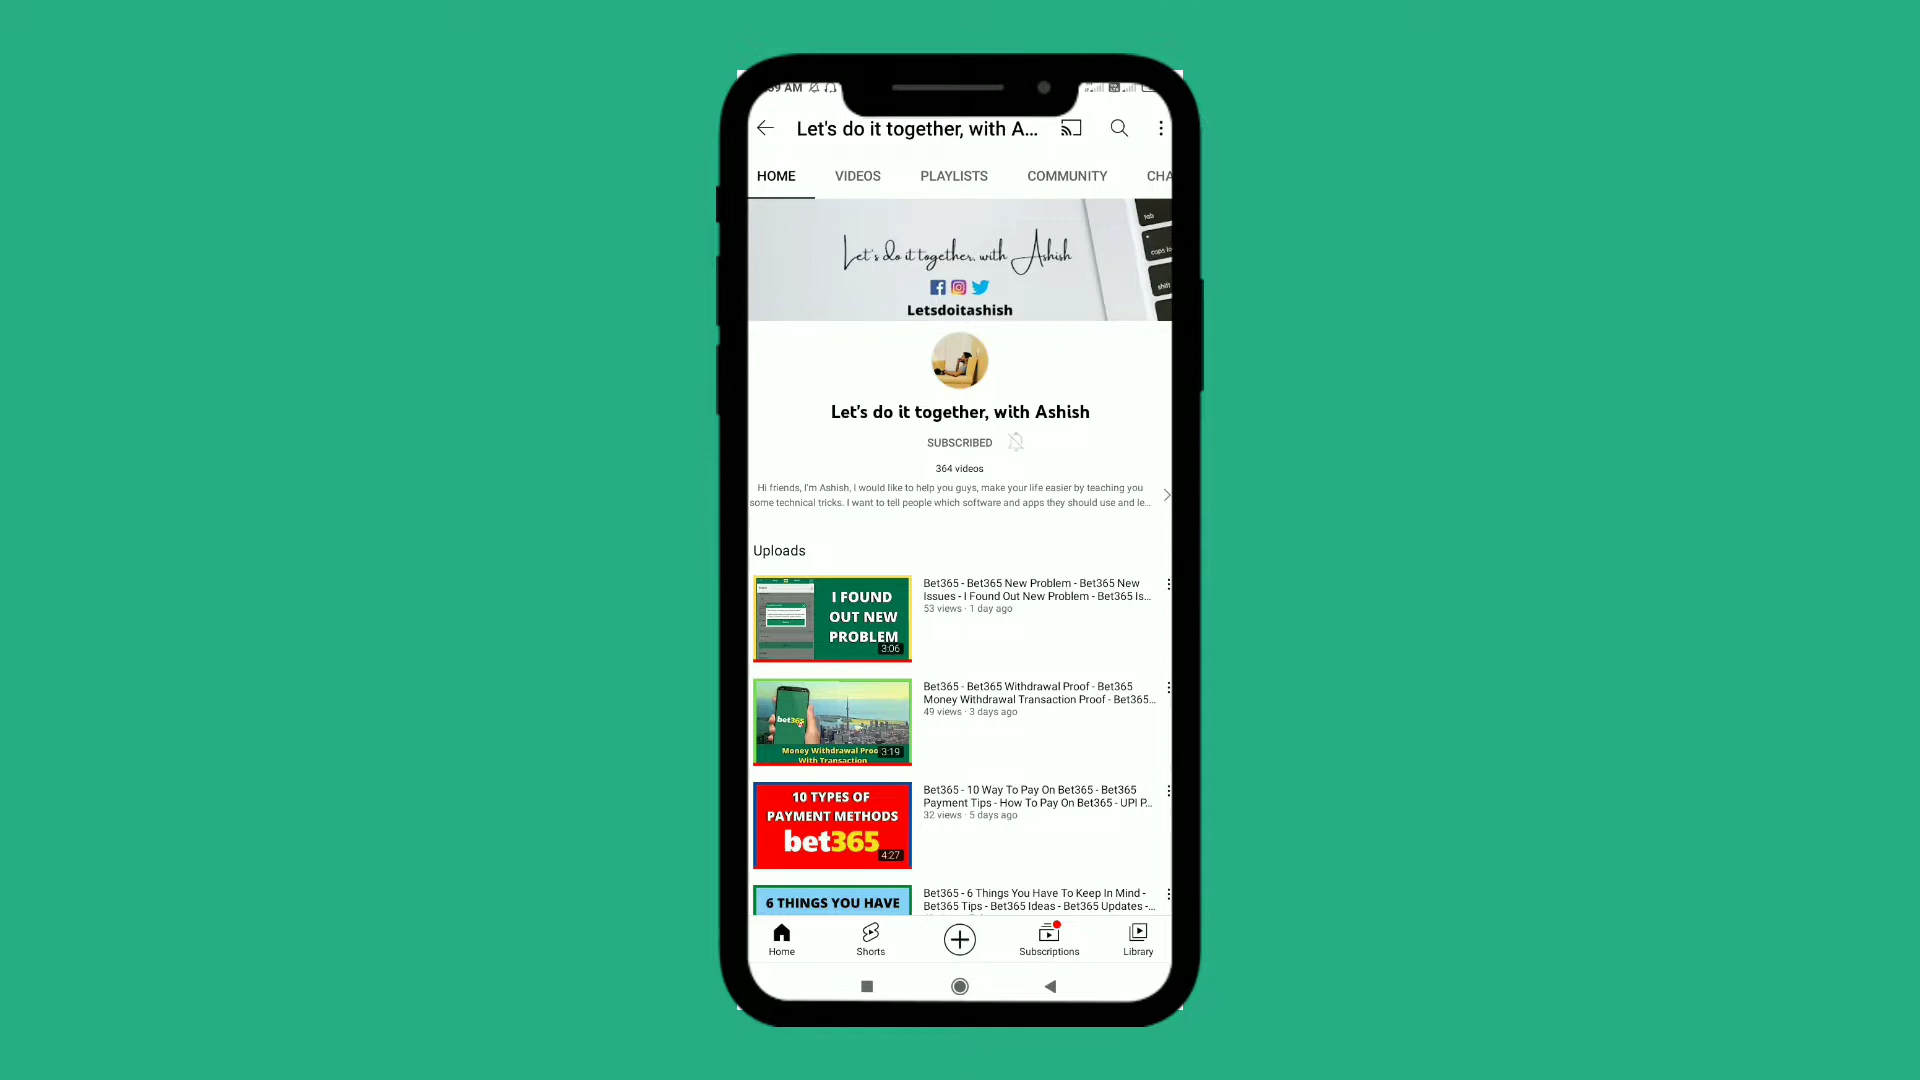 39 AM
Let's do it together, with A...
HOME VIDEOS PLAYLISTS COMMUNITY CHA
Let's do it together, with Ashish
Letsdoitashish
tab
caps lo
shift
Let's do it together, with Ashish
SUBSCRIBED
364 videos
Hi friends, I'm Ashish, I would like to help you guys, make your life easier by teaching you
some technical tricks. I want to tell people which software and apps they should use and le...
Uploads
I FOUND
OUT NEW
PROBLEM
3:06
Bet365 - Bet365 New Problem - Bet365 New
Issues - I Found Out New Problem - Bet365 Is...
53 views · 1 day ago
bet365
Money Withdrawal Proo
With Transaction
3:19
Bet365 - Bet365 Withdrawal Proof - Bet365
Money Withdrawal Transaction Proof - Bet365...
49 views · 3 days ago
10 TYPES OF
PAYMENT METHODS
bet365
4:27
Bet365 - 10 Way To Pay On Bet365 - Bet365
Payment Tips - How To Pay On Bet365 - UPI P...
32 views · 5 days ago
6 THINGS YOU HAVE
Bet365 - 6 Things You Have To Keep In Mind -
Bet365 Tips - Bet365 Ideas - Bet365 Updates -...
Home Shorts Subscriptions Library